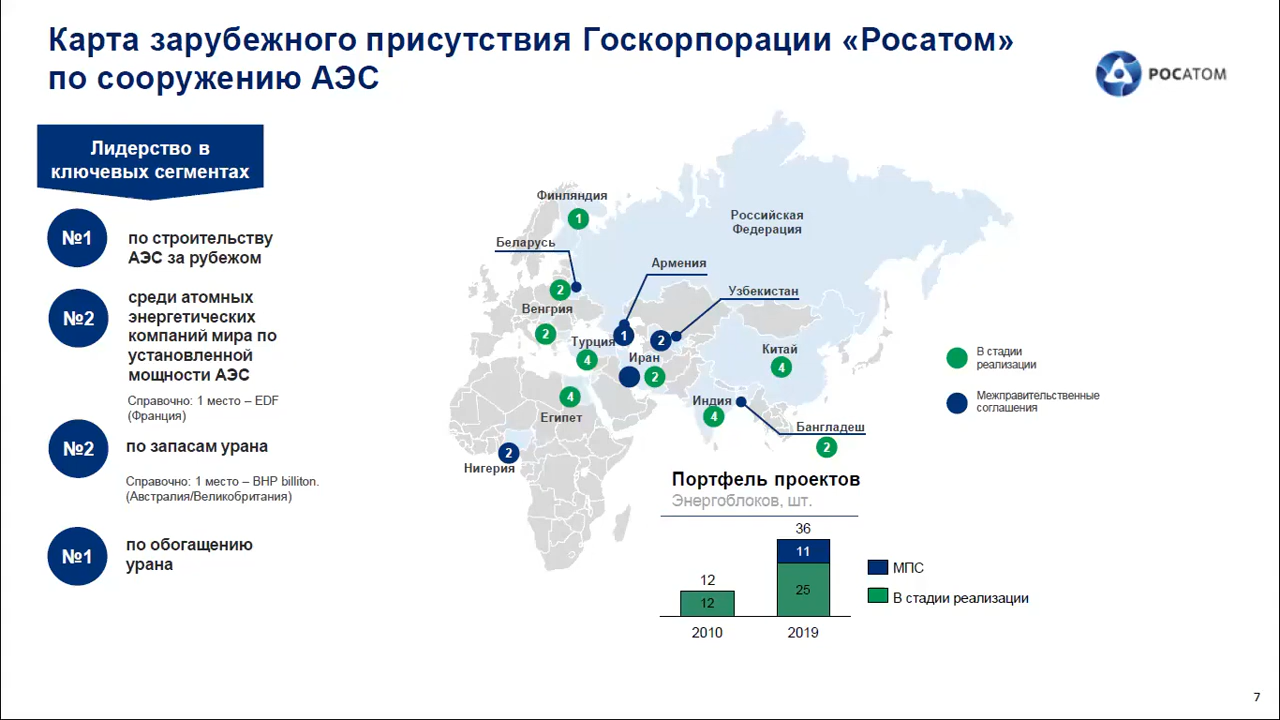 Карта зарубежного присутствия Госкорпорации «Росатом»
по сооружению АЭС
РОСАТОМ
Лидерство в
ключевых сегментах
№1
по строительству
АЭС за рубежом
№2
среди атомных
энергетических
компаний мира по
установленной
мощности АЭС
Справочно: 1 место – EDF
(Франция)
№2
по запасам урана
Справочно: 1 место – BHP billiton.
(Австралия/Великобритания)
№1
по обогащению
урана
Финляндия
1
Российская
Федерация
Беларусь
2
Армения
1
Узбекистан
2
Венгрия
2
Турция
4
Иран
2
Китай
4
Египет
4
Индия
4
Бангладеш
2
Нигерия
2
В стадии
реализации
Межправительственные
соглашения
Портфель проектов
Энергоблоков, шт.
36
11
12
12
25
2010
2019
МПС
В стадии реализации
7